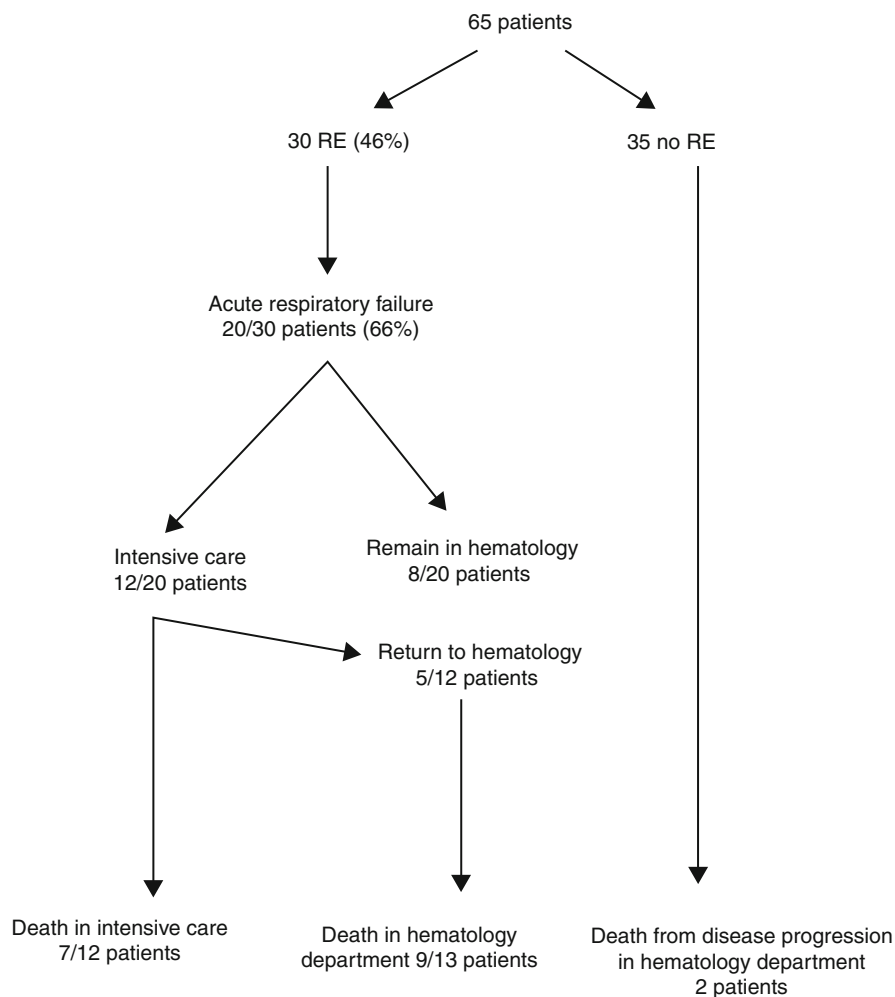 65 patients
30 RE (46%)
35 no RE
Acute respiratory failure
20/30 patients (66%)
Intensive care
12/20 patients
Remain in hematology
8/20 patients
Return to hematology
5/12 patients
Death in intensive care
7/12 patients
Death in hematology
department 9/13 patients
Death from disease progression
in hematology department
2 patients